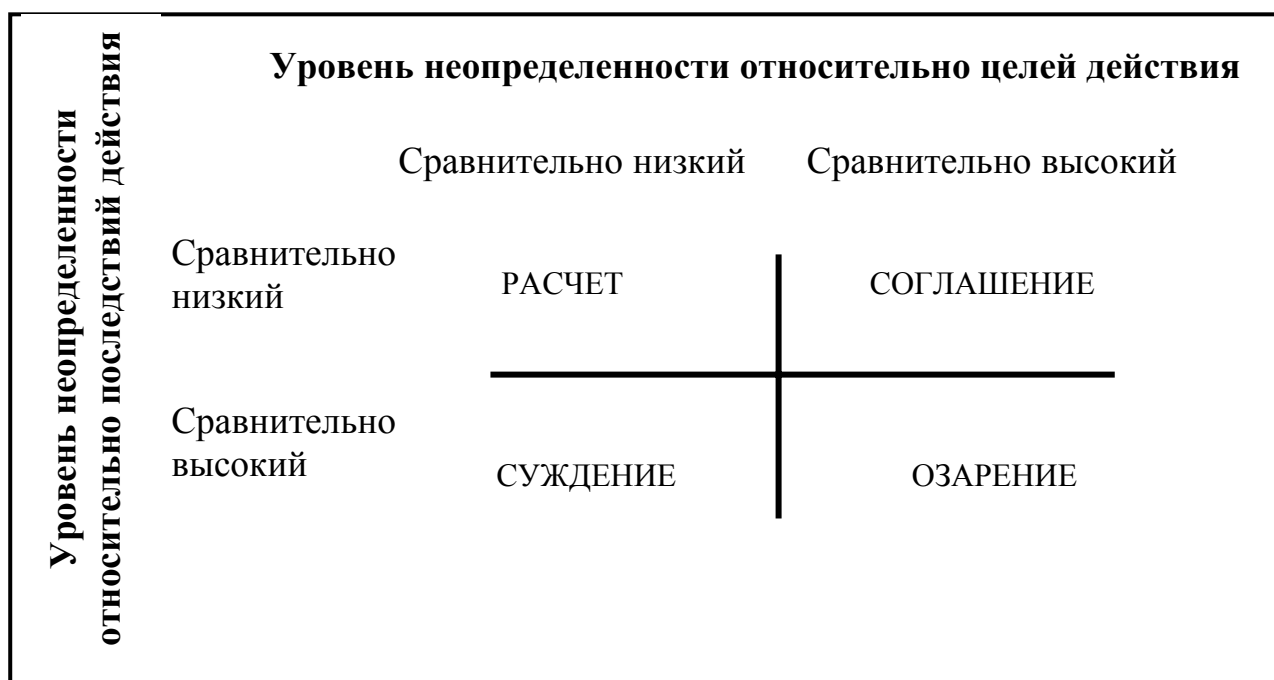 Уровень неопределенности
относительно последствий действия
Уровень неопределенности относительно целей действия
Сравнительно низкий
Сравнительно высокий
Сравнительно
низкий
РАСЧЕТ
СОГЛАШЕНИЕ
Сравнительно
высокий
СУЖДЕНИЕ
ОЗАРЕНИЕ